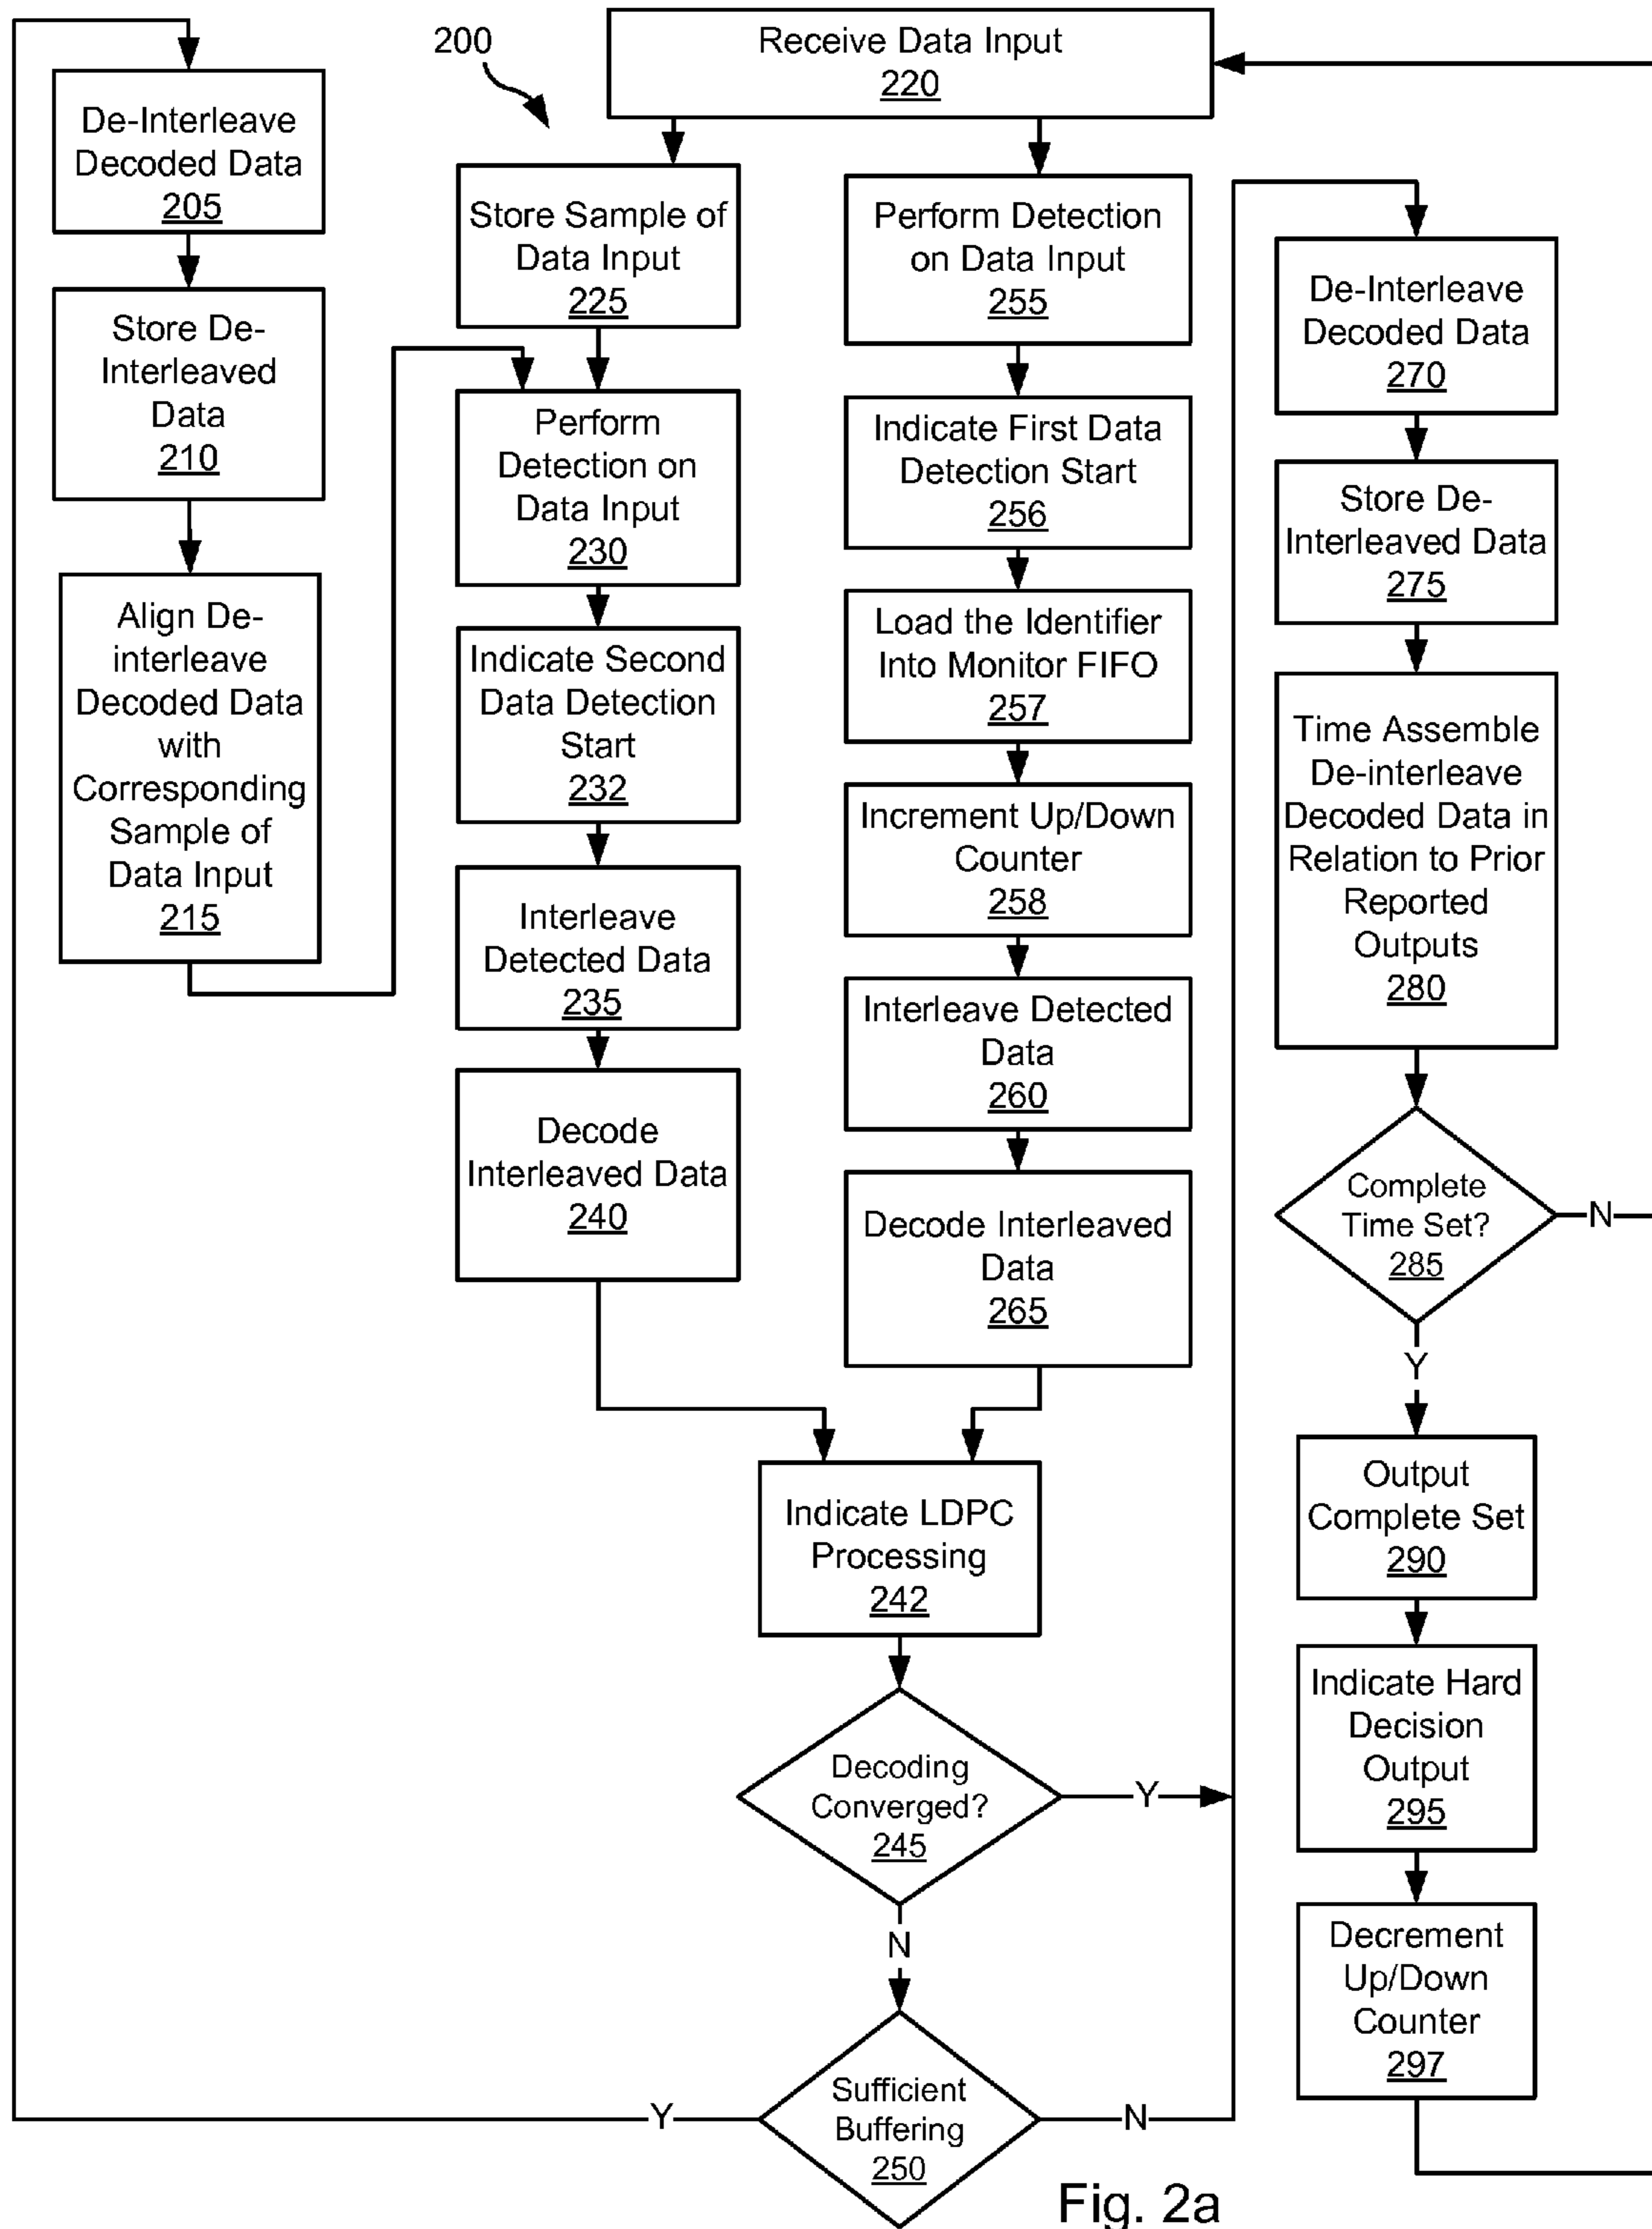 200
Receive Data Input
220
De-Interleave
Decoded Data
205
Store De-
Interleaved
Data
210
Align De-
interleave
Decoded Data
with
Corresponding
Sample of
Data Input
215
Store Sample of
Data Input
225
Perform
Detection on
Data Input
230
Indicate Second
Data Detection
Start
232
Interleave
Detected Data
235
Decode
Interleaved Data
240
Perform Detection
on Data Input
255
Indicate First Data
Detection Start
256
Load the Identifier
Into Monitor FIFO
257
Increment Up/Down
Counter
258
Interleave Detected
Data
260
Decode Interleaved
Data
265
Indicate LDPC
Processing
242
Decoding
Converged?
245
Y
N
Sufficient
Buffering
250
Y
N
De-Interleave
Decoded Data
270
Store De-
Interleaved Data
275
Time Assemble
De-interleave
Decoded Data in
Relation to Prior
Reported
Outputs
280
Complete
Time Set?
285
N
Y
Output
Complete Set
290
Indicate Hard
Decision
Output
295
Decrement
Up/Down
Counter
297
Fig. 2a